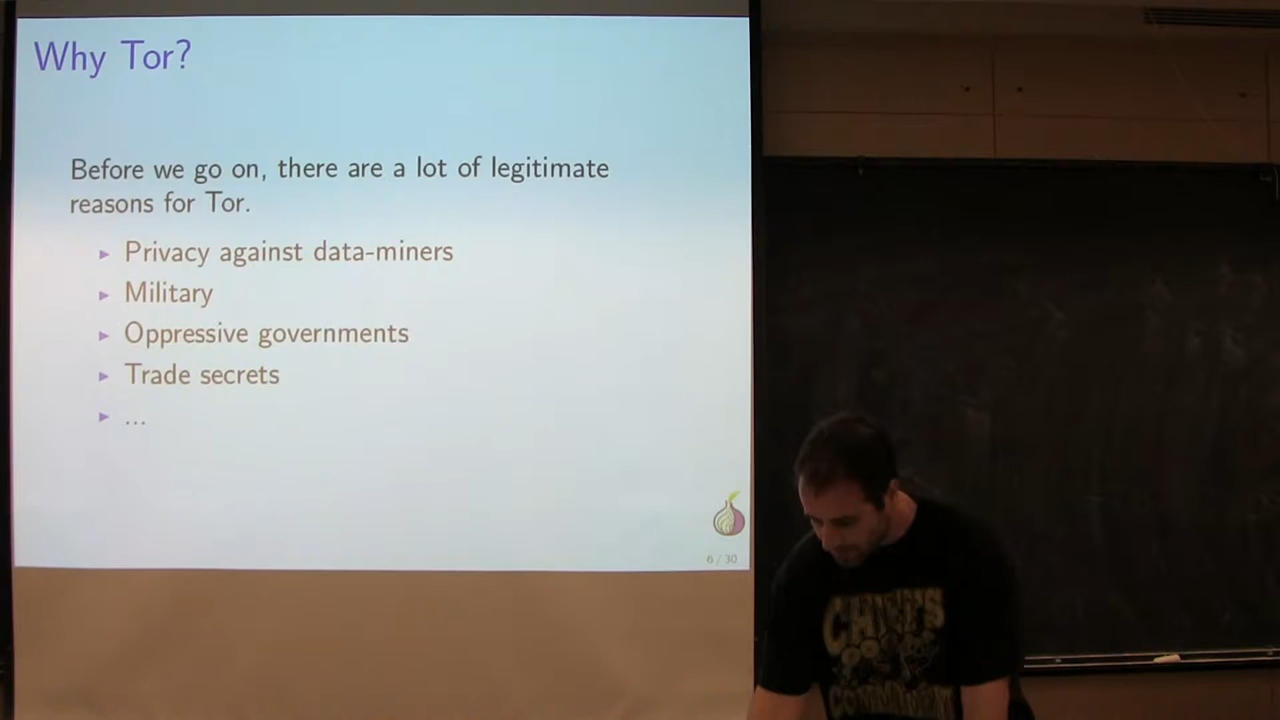 Why Tor?
Before we go on, there are a lot of legitimate
reasons for Tor.
▸ Privacy against data-miners
▸ Military
▸ Oppressive governments
▸ Trade secrets
▸ ...
6 / 30